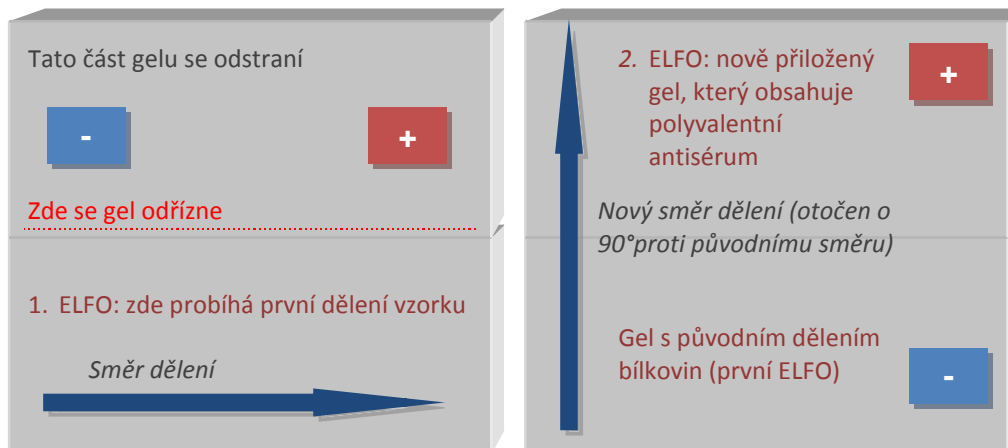 Tato část gelu se odstraní
-
+
Zde se gel odřízne
1. ELFO: zde probíhá první dělení vzorku
Směr dělení
2. ELFO: nově přiložený
gel, který obsahuje
polyvalentní
antisérum
+
Nový směr dělení (otočen o
90°proti původnímu směru)
Gel s původním dělením
bílkovin (první ELFO)
-